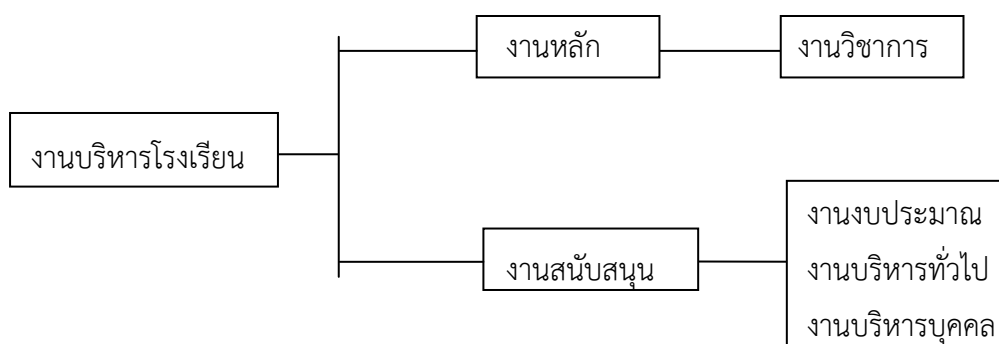 งานหลัก
งานวิชาการ
งานบริหารโรงเรียน
งานสนับสนุน
งานงบประมาณ
งานบริหารทั่วไป
งานบริหารบุคคล